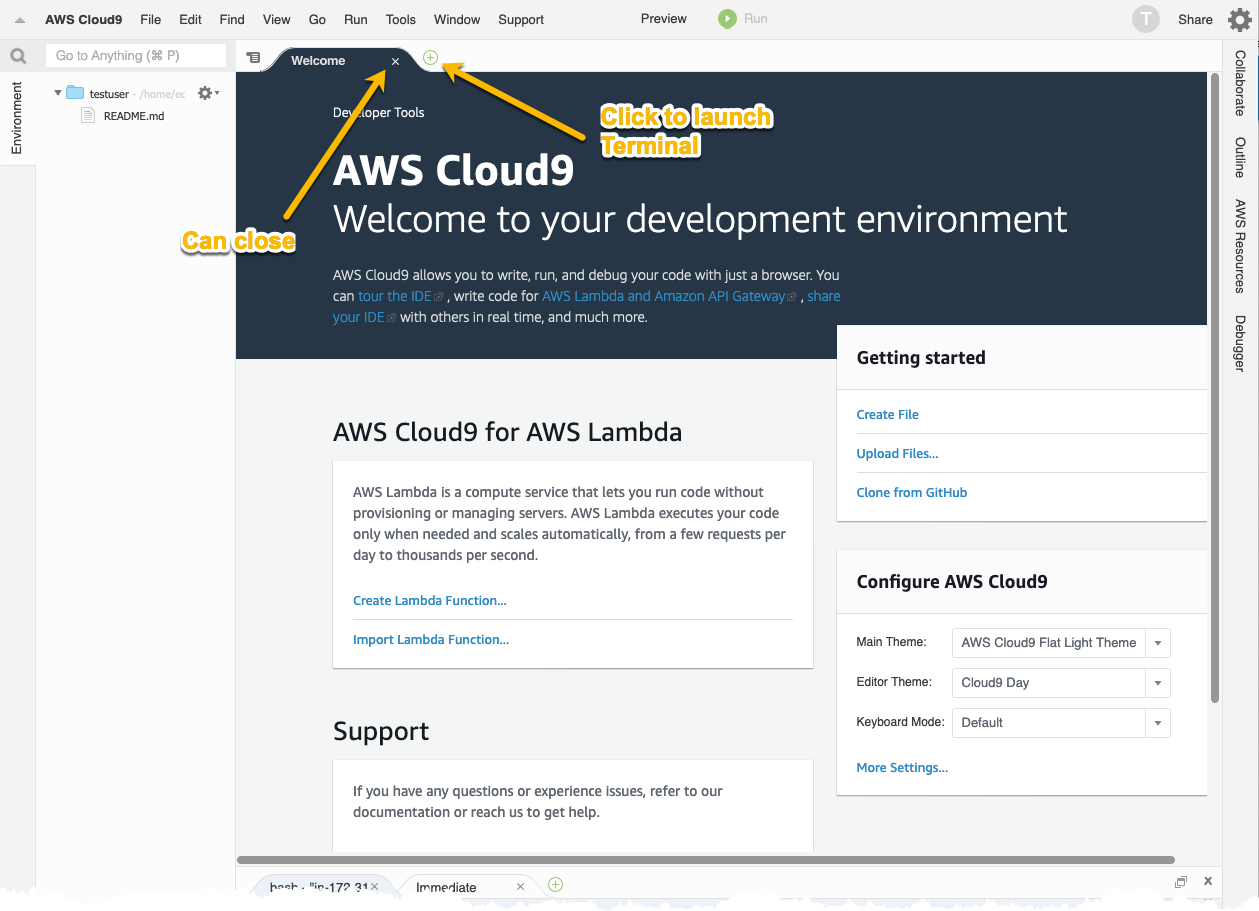 AWS Cloud9 File Edit Find View Go Run Tools Window Support Preview Run T Share
Go to Anything (⌘ P)
Welcome
Environment
testuser - /home/ec
README.md
Collaborate
Outline
AWS Resources
Debugger
Developer Tools
Click to launch
Terminal
AWS Cloud9
Welcome to your development environment
Can close
AWS Cloud9 allows you to write, run, and debug your code with just a browser. You
can tour the IDE , write code for AWS Lambda and Amazon API Gateway , share
your IDE with others in real time, and much more.
Getting started
Create File
Upload Files...
Clone from GitHub
AWS Cloud9 for AWS Lambda
AWS Lambda is a compute service that lets you run code without
provisioning or managing servers. AWS Lambda executes your code
only when needed and scales automatically, from a few requests per
day to thousands per second.
Create Lambda Function...
Import Lambda Function...
Configure AWS Cloud9
Main Theme: AWS Cloud9 Flat Light Theme
Editor Theme: Cloud9 Day
Keyboard Mode: Default
More Settings...
Support
If you have any questions or experience issues, refer to our
documentation or reach us to get help.
bash - "ip-172-31
Immediate